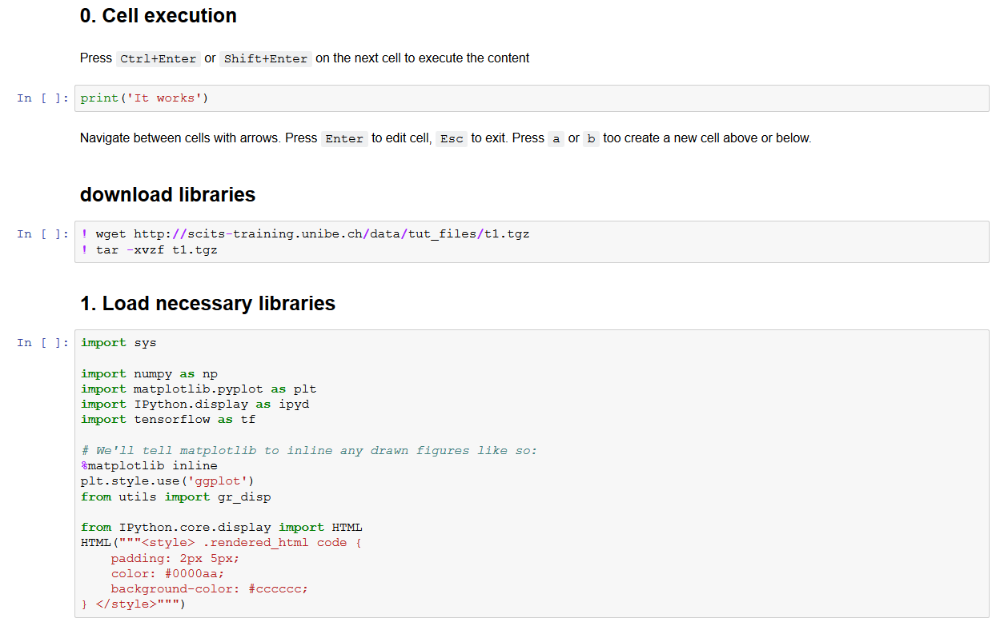 0. Cell execution
Press Ctrl+Enter or Shift+Enter on the next cell to execute the content
In [ ]: print('It works')
Navigate between cells with arrows. Press Enter to edit cell, Esc to exit. Press a or b too create a new cell above or below.
download libraries
In [ ]: ! wget http://scits-training.unibe.ch/data/tut_files/t1.tgz
! tar -xvzf t1.tgz
1. Load necessary libraries
In [ ]: import sys
import numpy as np
import matplotlib.pyplot as plt
import IPython.display as ipyd
import tensorflow as tf
# We'll tell matplotlib to inline any drawn figures like so:
%matplotlib inline
plt.style.use('ggplot')
from utils import gr_disp
from IPython.core.display import HTML
HTML("""<style> .rendered_html code {
    padding: 2px 5px;
    color: #0000aa;
    background-color: #cccccc;
} </style>""")